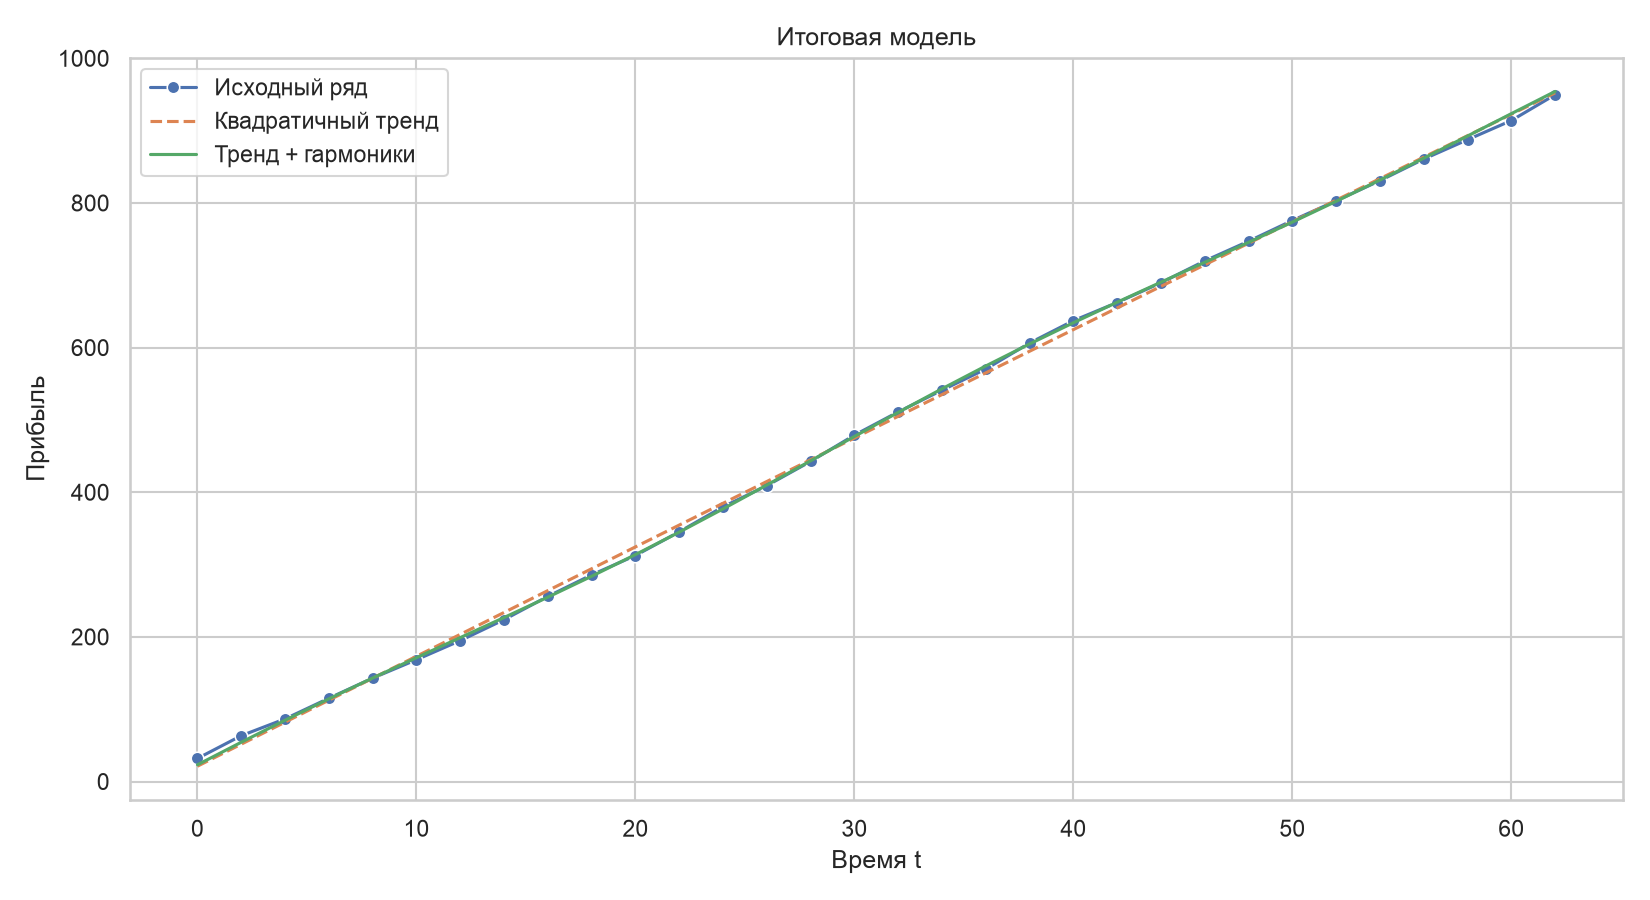 Итоговая модель
Исходный ряд
Квадратичный тренд
Тренд + гармоники
Прибыль
1000
800
600
400
200
0
0 10 20 30 40 50 60
Время t